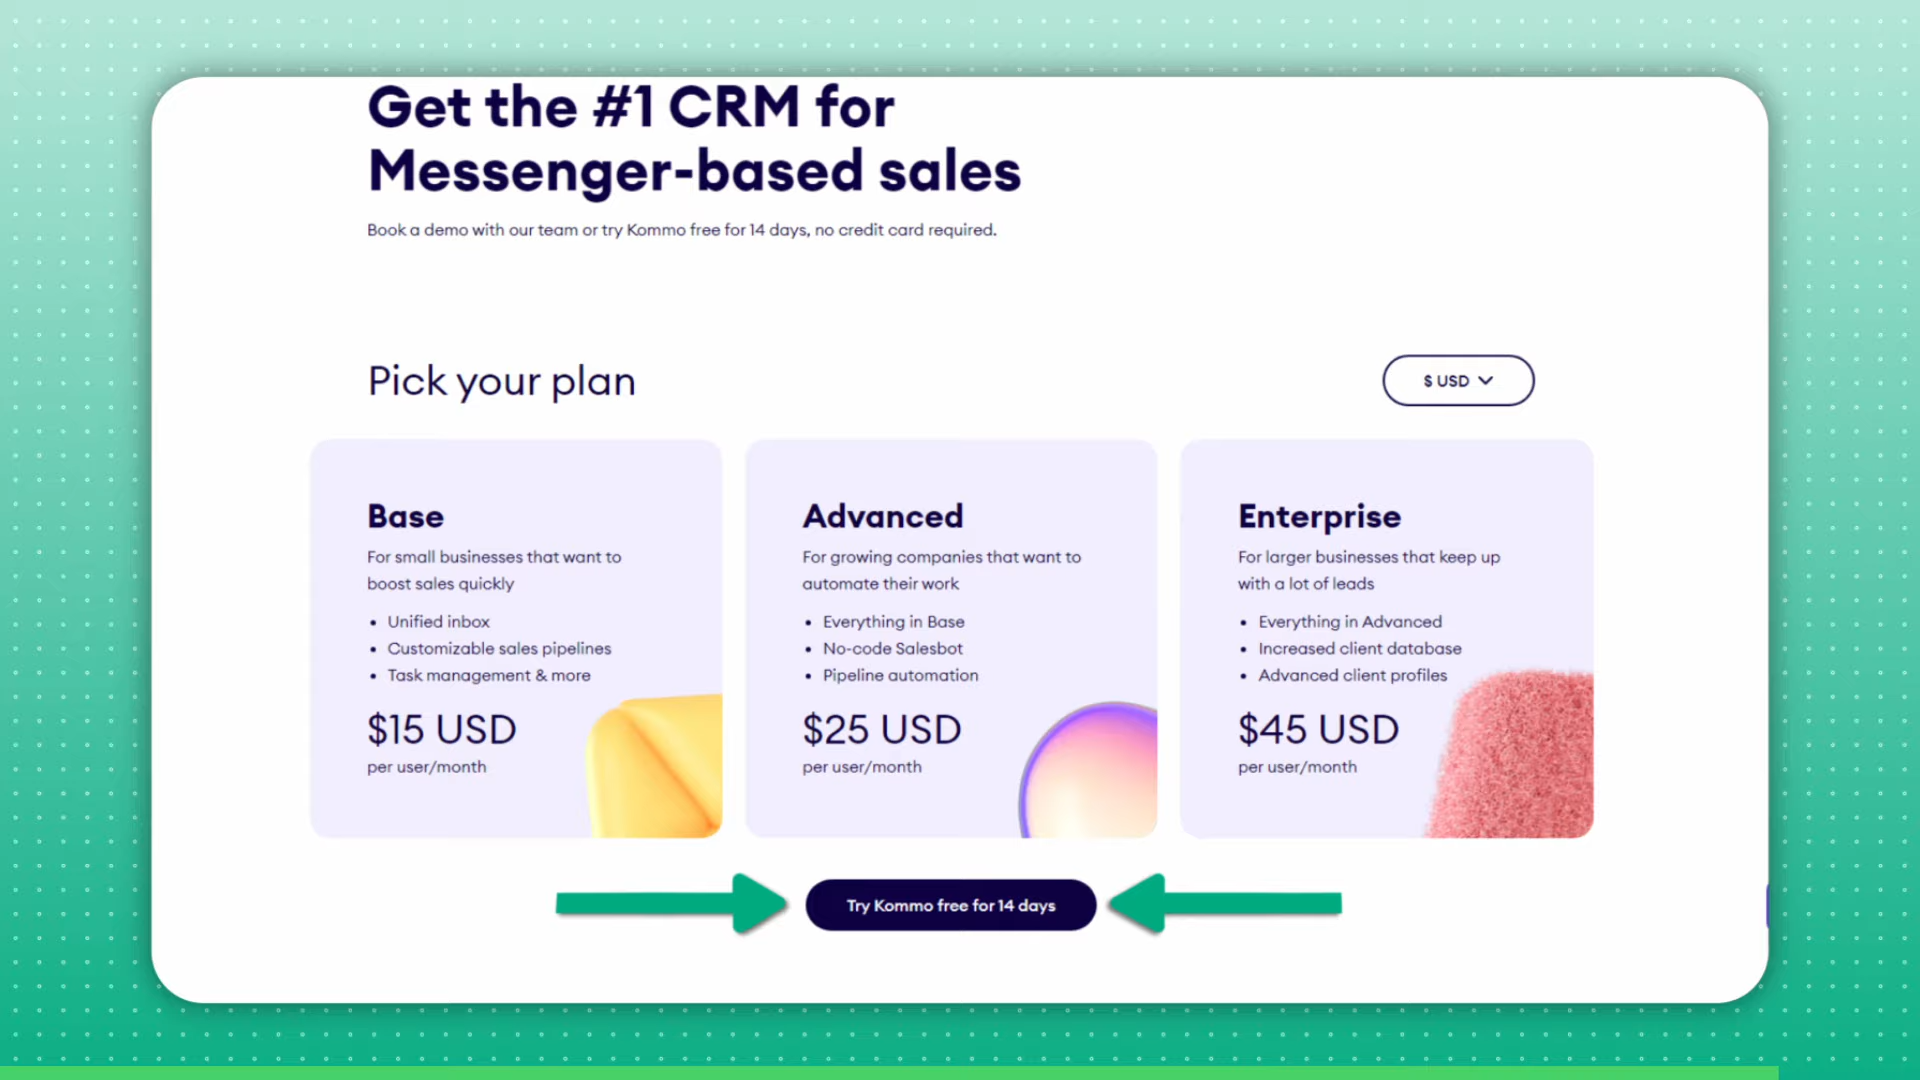 Get the #1 CRM for
Messenger-based sales
Book a demo with our team or try Kommo free for 14 days, no credit card required.
Pick your plan
$ USD
Base
For small businesses that want to
boost sales quickly
• Unified inbox
• Customizable sales pipelines
• Task management & more
$15 USD
per user/month
Advanced
For growing companies that want to
automate their work
• Everything in Base
• No-code Salesbot
• Pipeline automation
$25 USD
per user/month
Enterprise
For larger businesses that keep up
with a lot of leads
• Everything in Advanced
• Increased client database
• Advanced client profiles
$45 USD
per user/month
Try Kommo free for 14 days